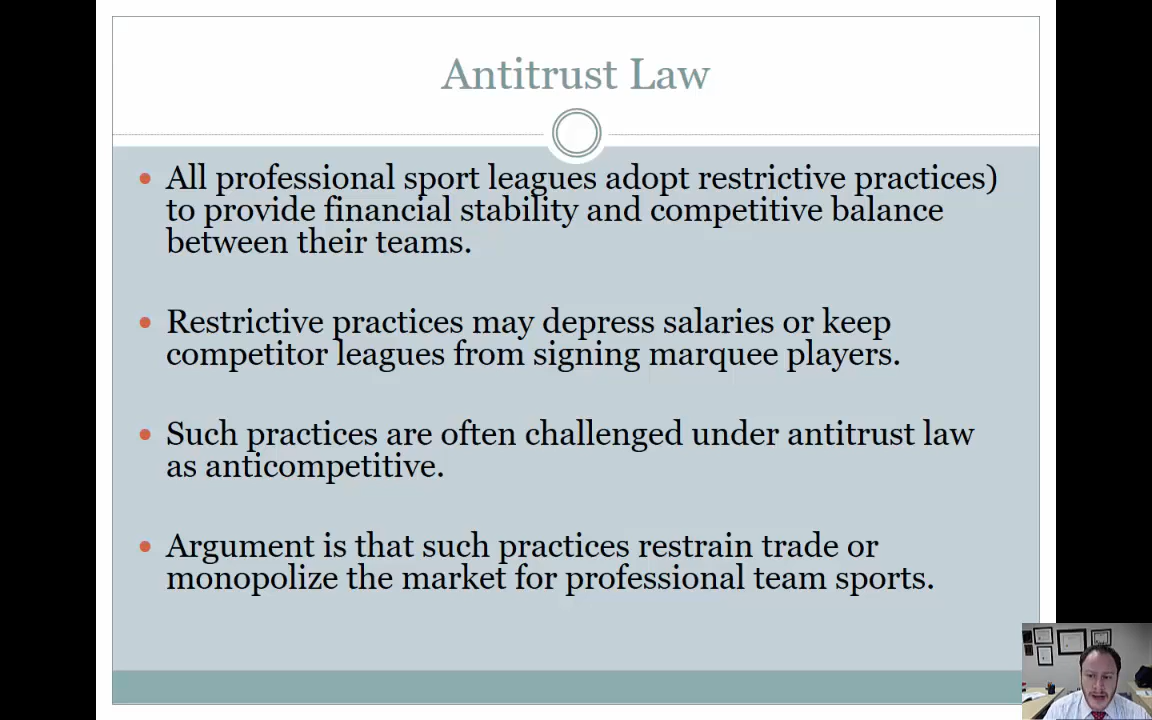 Antitrust Law
• All professional sport leagues adopt restrictive practices)
to provide financial stability and competitive balance
between their teams.
• Restrictive practices may depress salaries or keep
competitor leagues from signing marquee players.
• Such practices are often challenged under antitrust law
as anticompetitive.
• Argument is that such practices restrain trade or
monopolize the market for professional team sports.